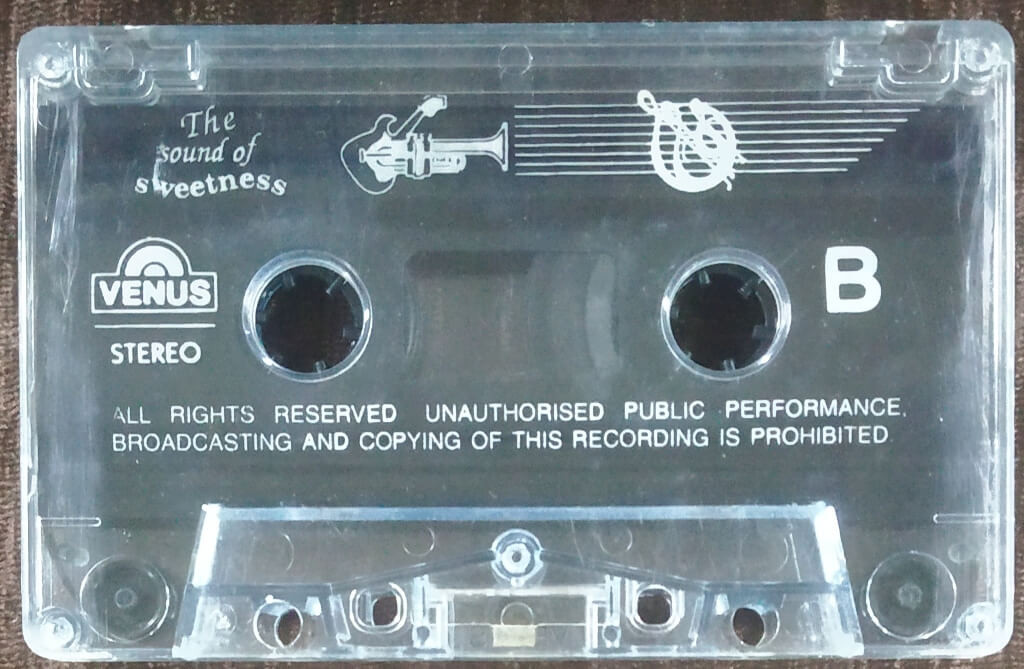 The
sound of
sweetness
VENUS
STEREO
B
ALL RIGHTS RESERVED UNAUTHORISED PUBLIC PERFORMANCE,
BROADCASTING AND COPYING OF THIS RECORDING IS PROHIBITED